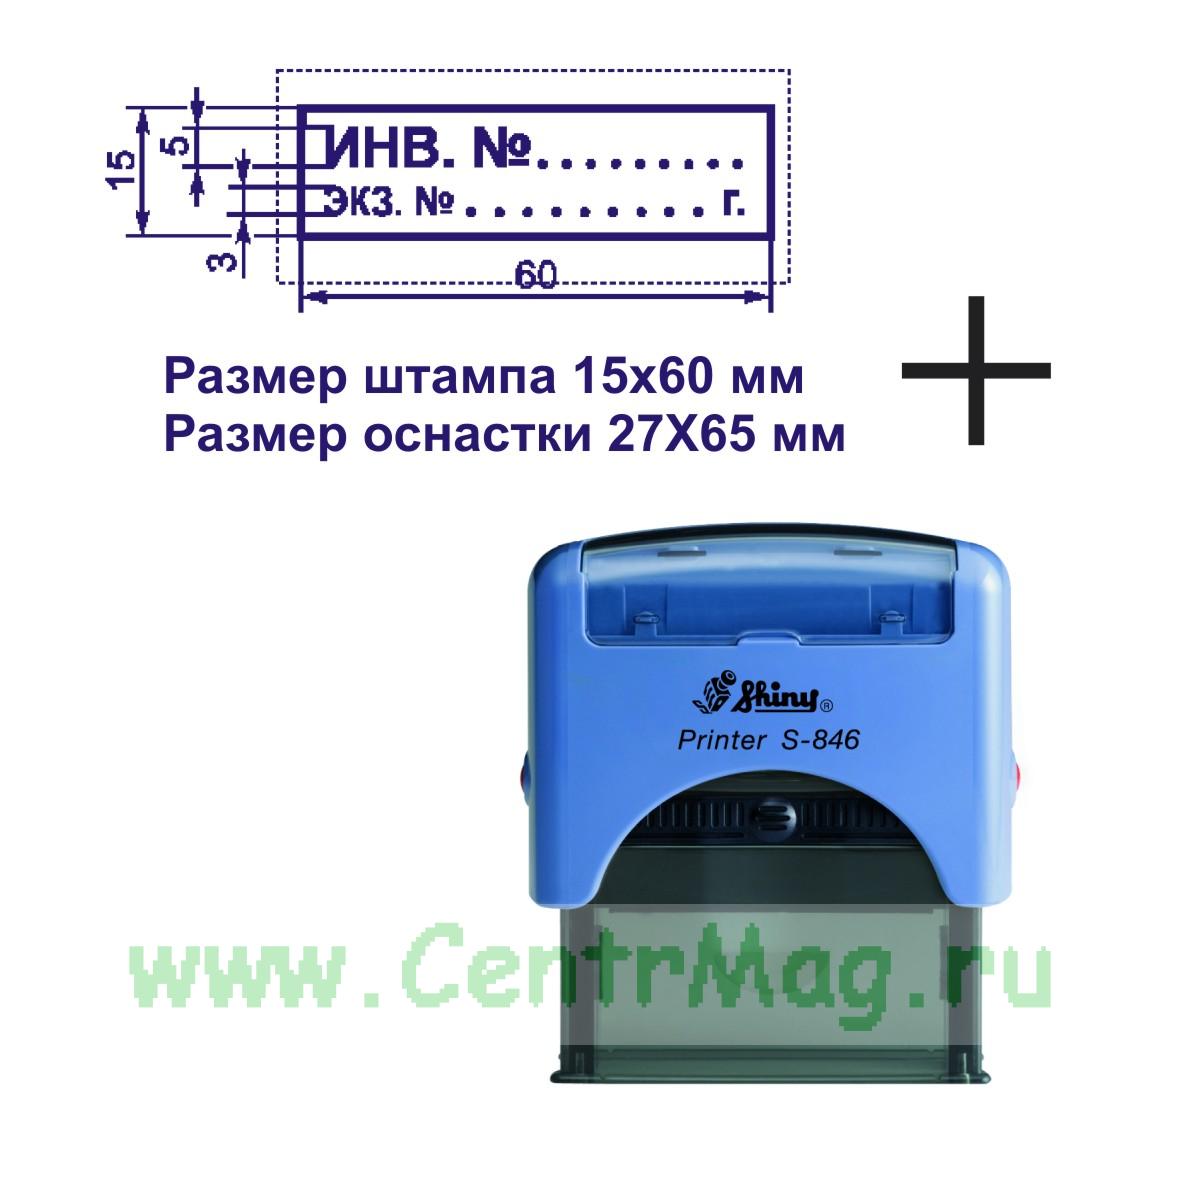 15
5
3
ИНВ. №.........
ЭКЗ. №.......... г.
60
Размер штампа 15х60 мм
Размер оснастки 27Х65 мм
Shiny®
Printer S-846
www.CentrMag.ru